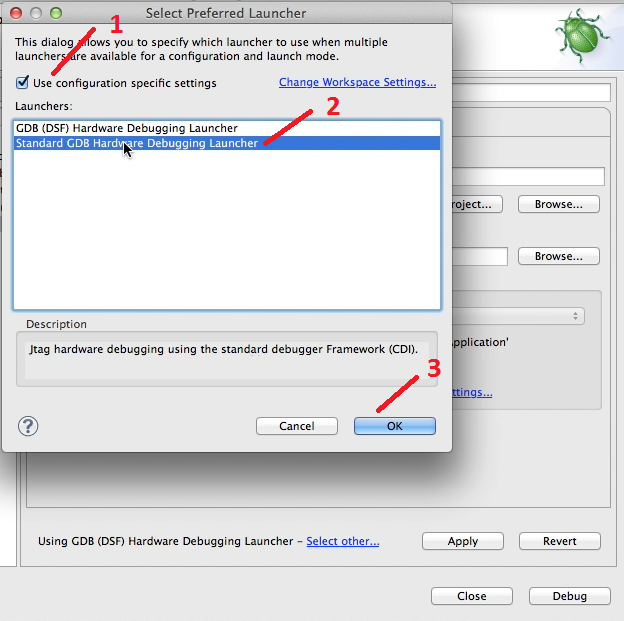 Select Preferred Launcher
1
This dialog allows you to specify which launcher to use when multiple
launchers are available for a configuration and launch mode.
Use configuration specific settings
Change Workspace Settings...
Launchers:
2
GDB (DSF) Hardware Debugging Launcher
Standard GDB Hardware Debugging Launcher
roject...
Browse...
Browse...
Description
Jtag hardware debugging using the standard debugger Framework (CDI).
pplication'
3
ttings...
?
Cancel
OK
Using GDB (DSF) Hardware Debugging Launcher – Select other...
Apply
Revert
Close
Debug